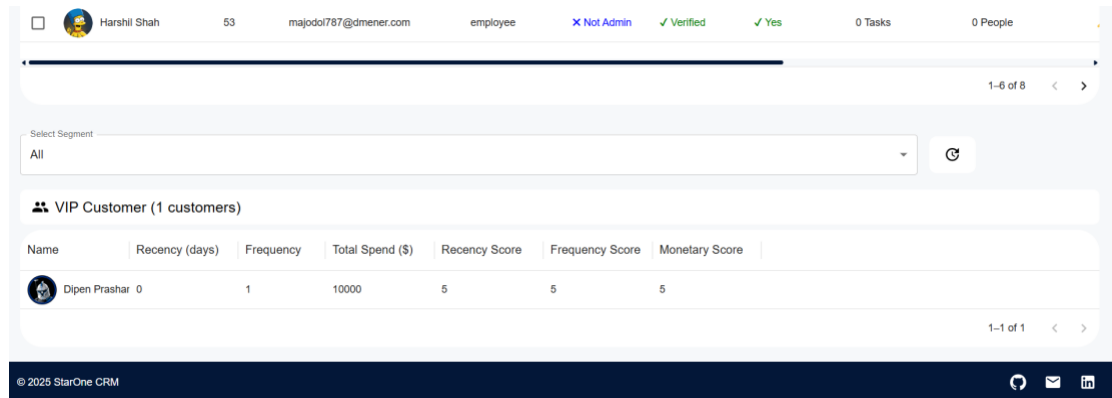 Harshil Shah 53 majodol787@dmener.com employee ✕ Not Admin ✓ Verified ✓ Yes 0 Tasks 0 People
1–6 of 8
Select Segment
All
VIP Customer (1 customers)
Name Recency (days) Frequency Total Spend ($) Recency Score Frequency Score Monetary Score
Dipen Prashar 0 1 10000 5 5 5
1–1 of 1
© 2025 StarOne CRM
in